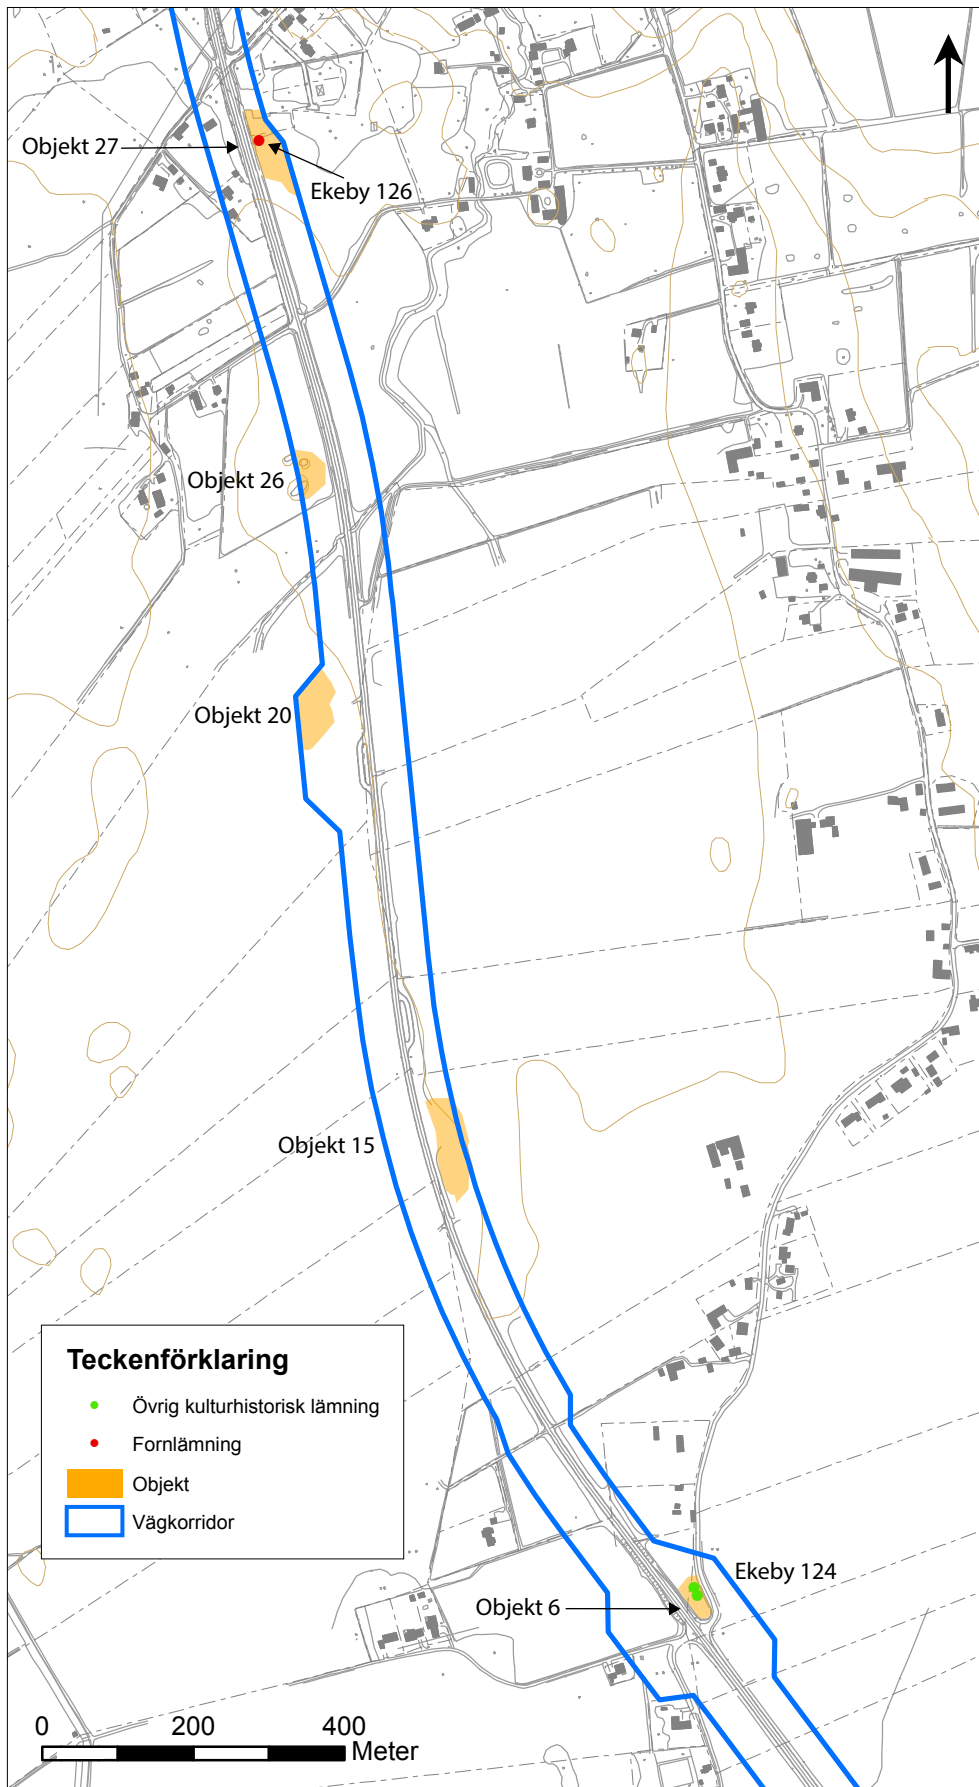 Objekt 27
Ekeby 126
Objekt 26
Objekt 20
Objekt 15
Teckenförklaring
Övrig kulturhistorisk lämning
Fornlämning
Objekt
Vägkorridor
Ekeby 124
Objekt 6
0 200 400
Meter